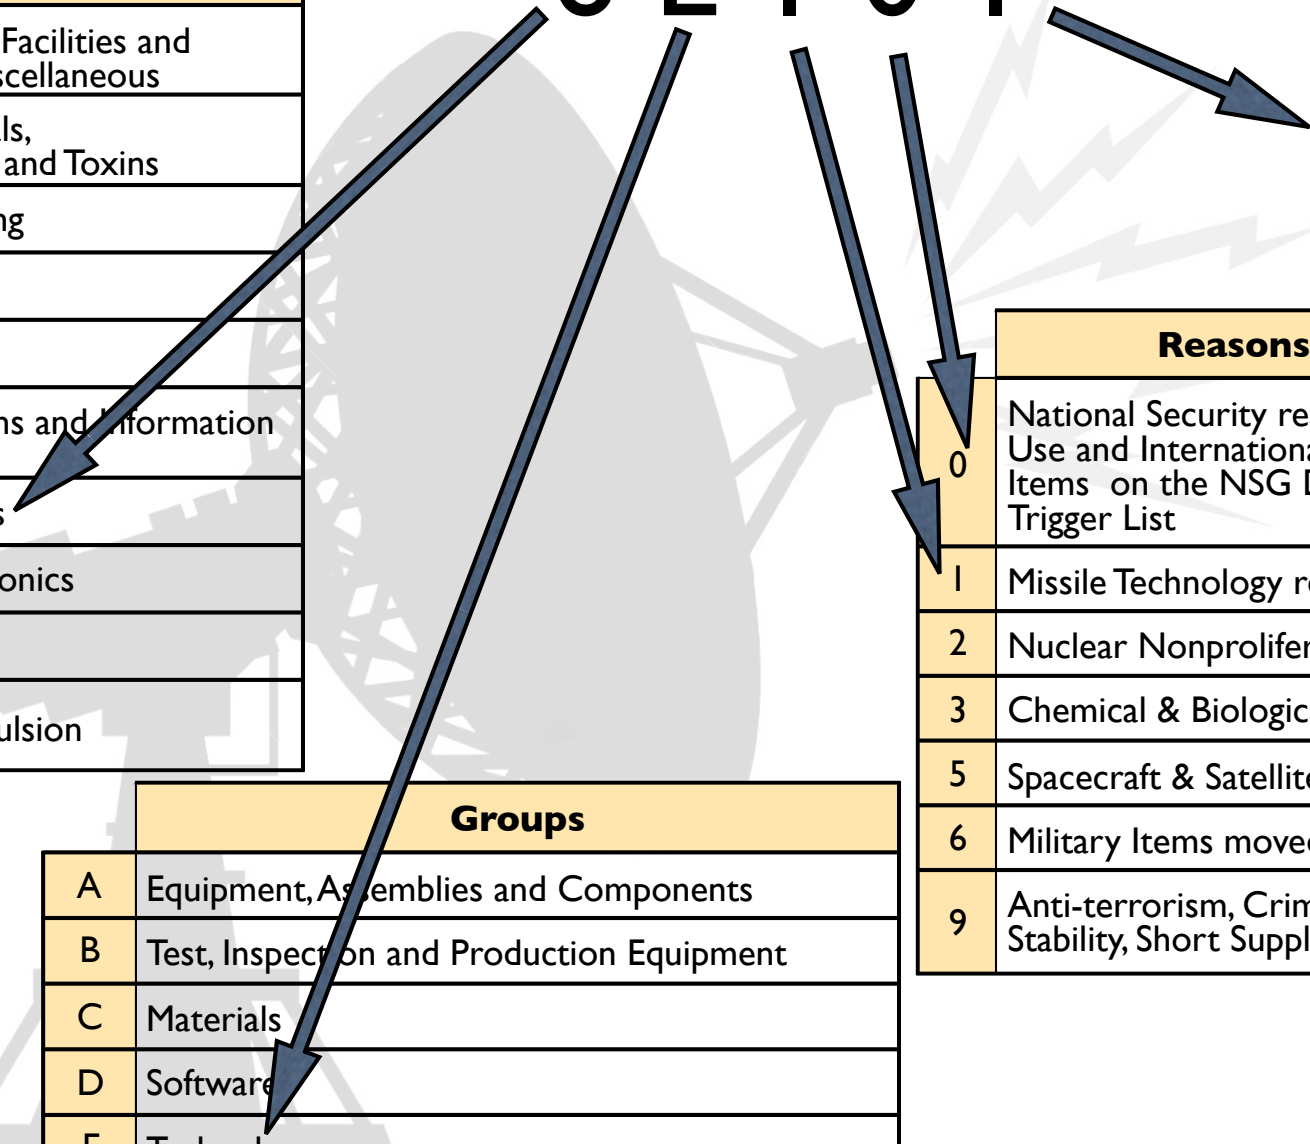 Facilities and
scellaneous
ls,
and Toxins
ng
ns and Information
s
onics
ulsion
Groups
A Equipment, Assemblies and Components
B Test, Inspection and Production Equipment
C Materials
D Software
Reasons
0
National Security re
Use and Internationa
Items on the NSG D
Trigger List
1 Missile Technology re
2 Nuclear Nonprolifer
3 Chemical & Biologic
5 Spacecraft & Satellite
6 Military Items moved
9
Anti-terrorism, Crim
Stability, Short Suppl